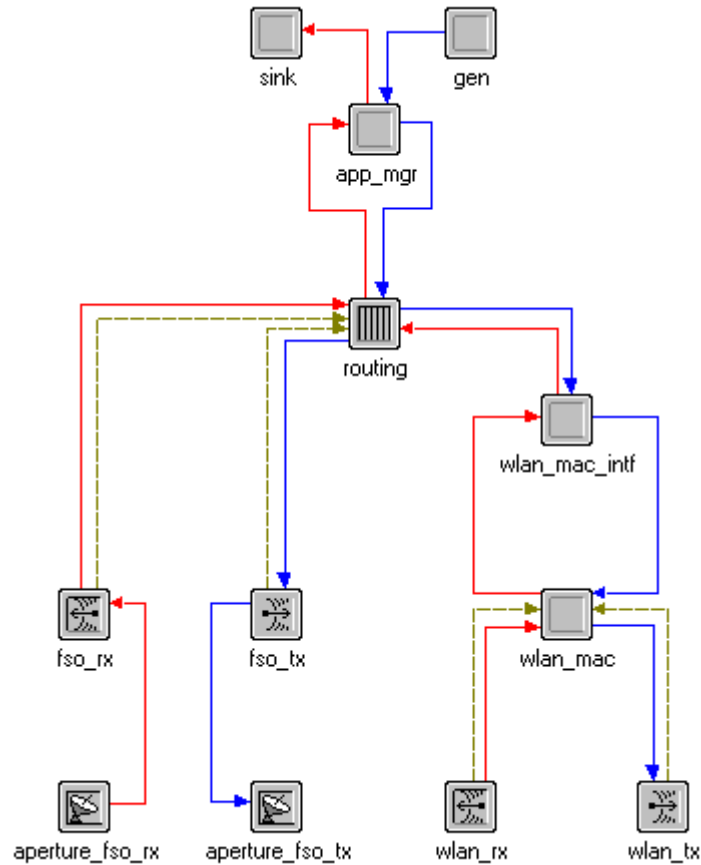 sink
gen
app_mgr
routing
wlan_mac_intf
fso_rx
fso_tx
wlan_mac
aperture_fso_rx
aperture_fso_tx
wlan_rx
wlan_tx